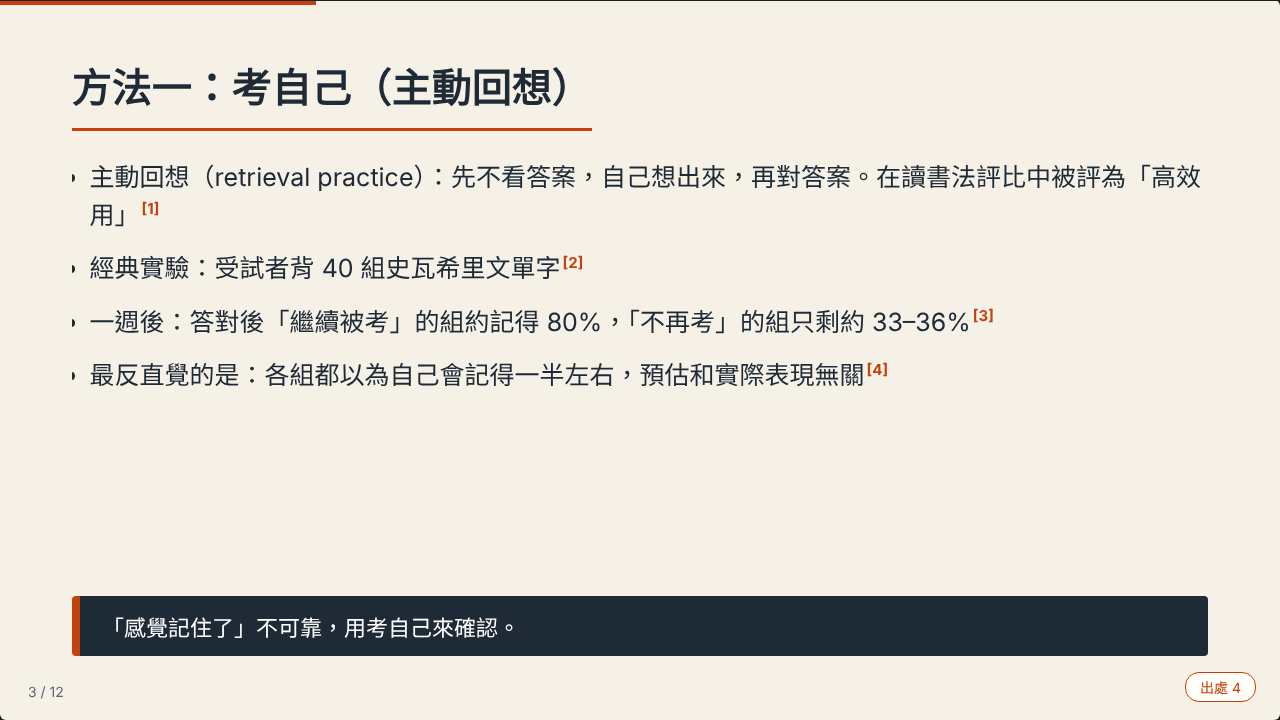 方法一：考自己（主動回想）
主動回想（retrieval practice）：先不看答案，自己想出來，再對答案。在讀書法評比中被評為「高效
用」[1]
經典實驗：受試者背 40 組史瓦希里文單字[2]
一週後：答對後「繼續被考」的組約記得 80%，「不再考」的組只剩約 33–36%[3]
最反直覺的是：各組都以為自己會記得一半左右，預估和實際表現無關[4]
「感覺記住了」不可靠，用考自己來確認。
3 / 12
出處 4